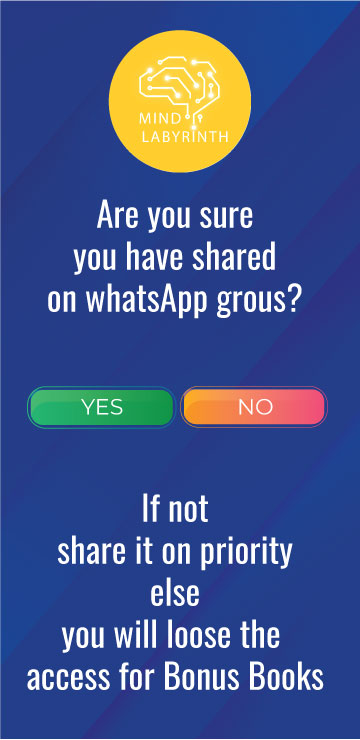 MIND
LABYRINTH
Are you sure
you have shared
on whatsApp grous?
YES
NO
If not
share it on priority
else
you will loose the
access for Bonus Books